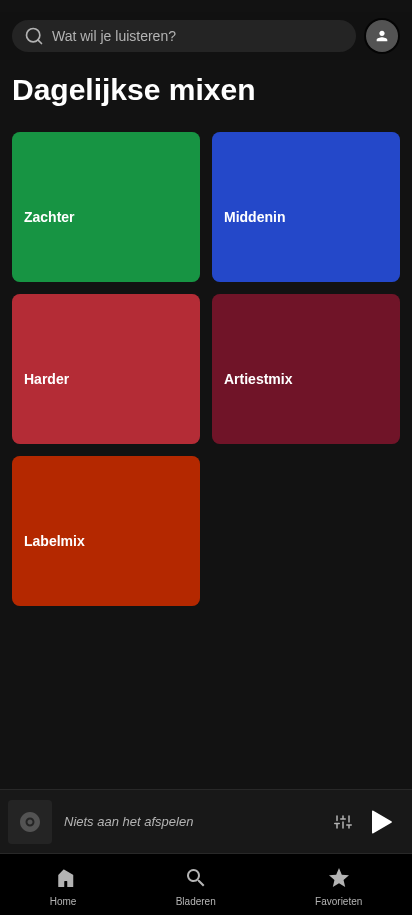 Wat wil je luisteren?
Dagelijkse mixen
Zachter
Middenin
Harder
Artiestmix
Labelmix
Niets aan het afspelen
Home
Bladeren
Favorieten